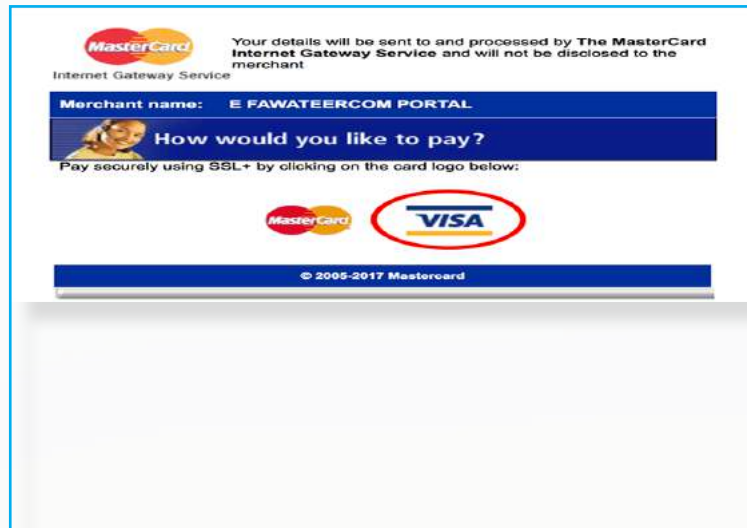 MasterCard
Internet Gateway Service
Your details will be sent to and processed by The MasterCard
Internet Gateway Service and will not be disclosed to the
merchant
Merchant name: E FAWATEERCOM PORTAL
How would you like to pay?
Pay securely using SSL+ by clicking on the card logo below:
MasterCard VISA
© 2005-2017 Mastercard